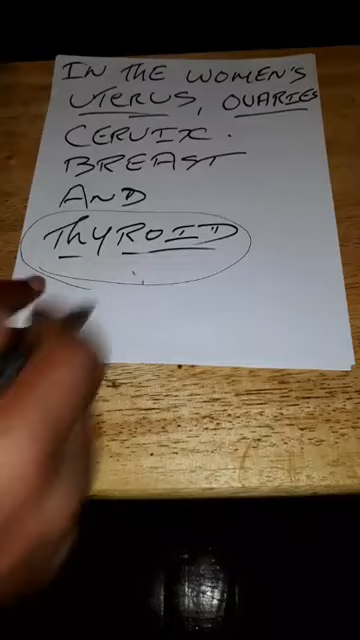 IN THE WOMEN'S
UTERUS, OVARIES
CERVIX.
BREAST
AND
THYROID